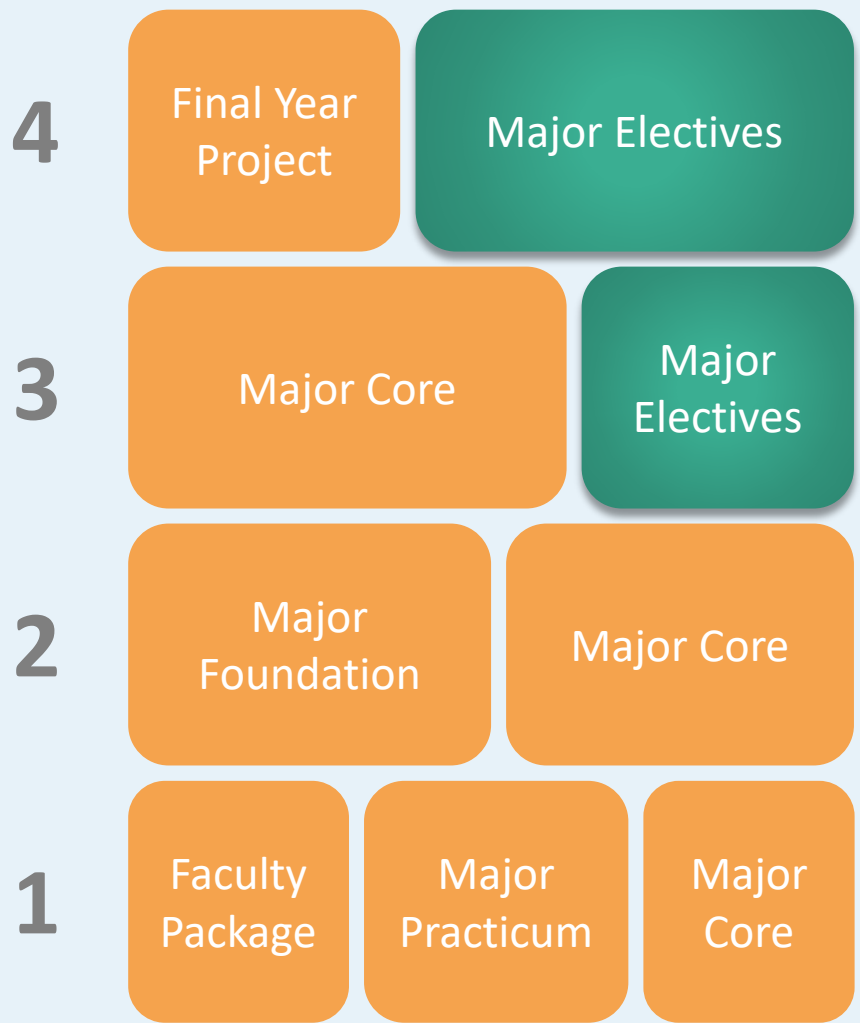 4
Final Year
Project
Major Electives
3
Major Core
Major
Electives
2
Major
Foundation
Major Core
1
Faculty
Package
Major
Practicum
Major
Core